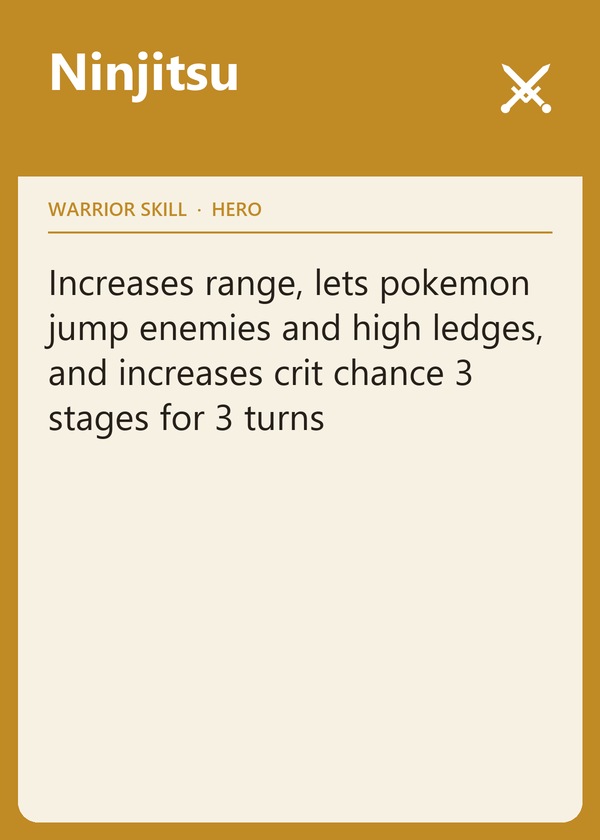 Ninjitsu
WARRIOR SKILL · HERO
Increases range, lets pokemon
jump enemies and high ledges,
and increases crit chance 3
stages for 3 turns